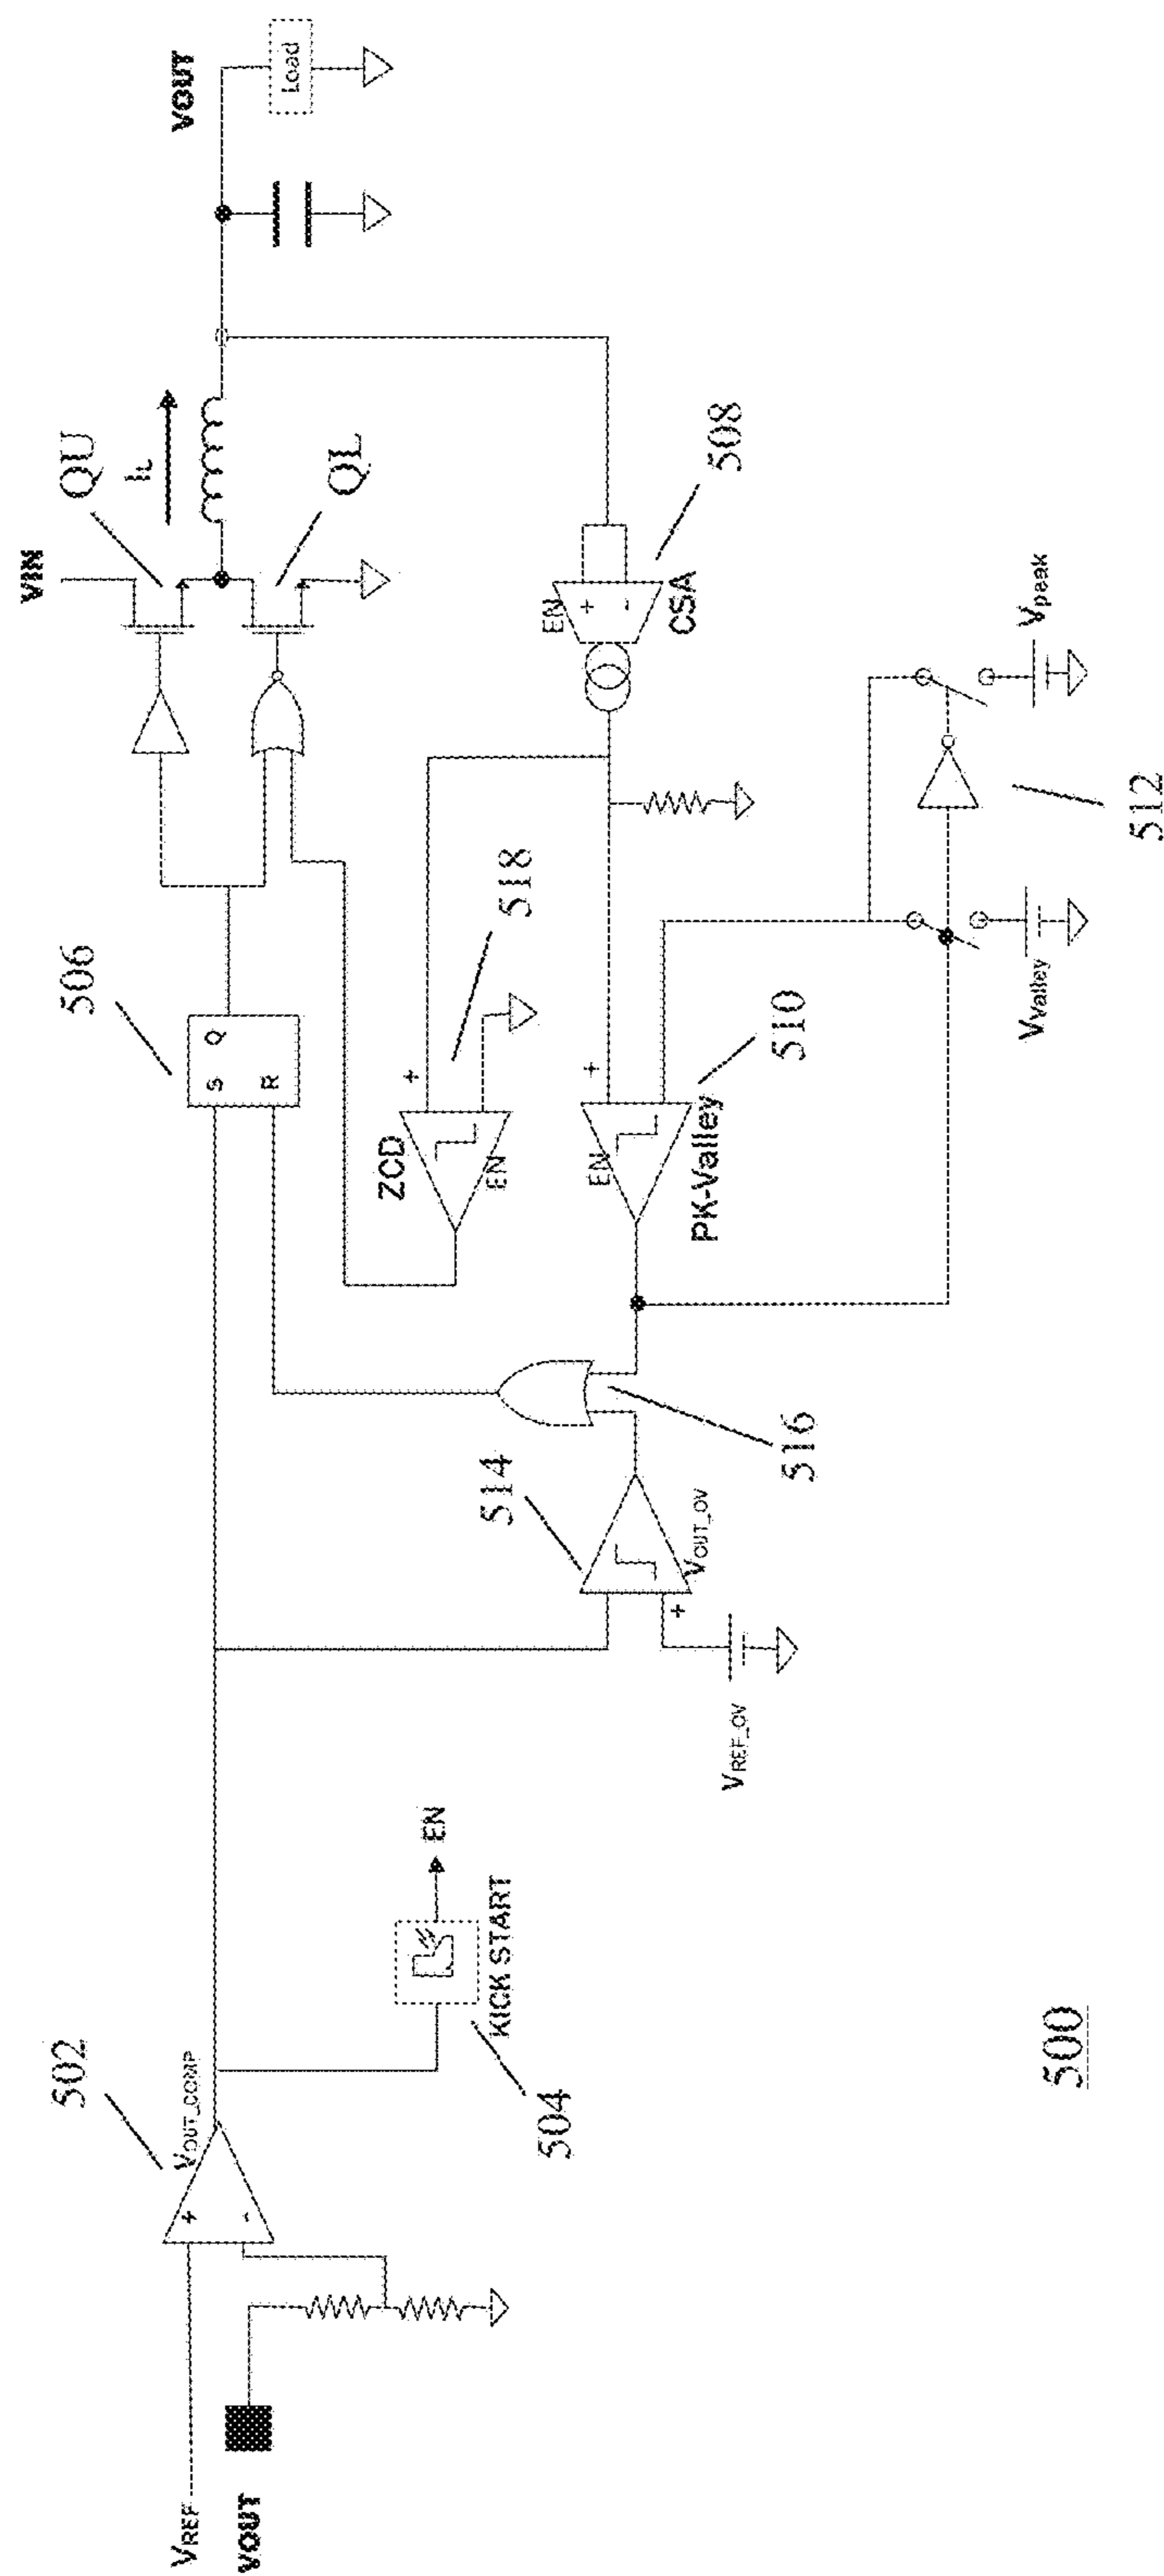 VREF
VOUT
502
VOUT_COMP
+
-
504
KICK START
EN
VREF_OV
514
+
VOUT_OV
516
506
S
Q
R
ZCD
EN
+
518
EN
+
PK-Valley
510
VValley
512
Vpeak
EN
+
-
CSA
508
VIN
QU
IL
QL
VOUT
Load
500